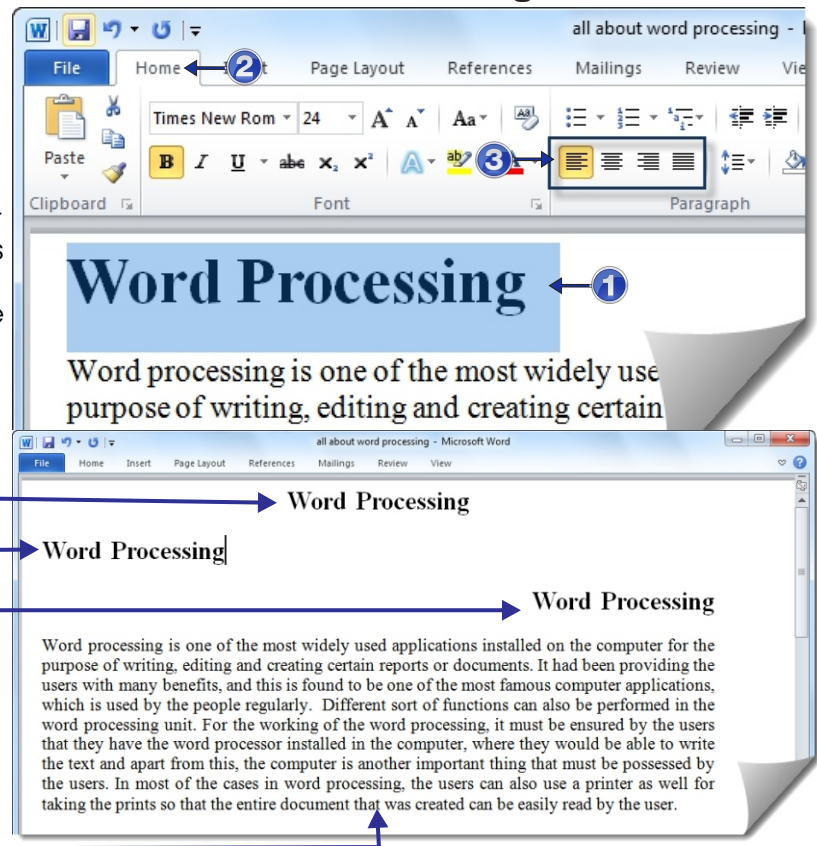 all about word processing -
File Home 2 t Page Layout References Mailings Review Vie
Times New Rom 24 A A Aa
Paste
B I U abc x₂ x² A ab 3 A
Clipboard Font Paragraph
Word Processing 1
Word processing is one of the most widely use
purpose of writing, editing and creating certain
all about word processing - Microsoft Word
File Home Insert Page Layout References Mailings Review View
Word Processing
Word Processing
Word Processing
Word processing is one of the most widely used applications installed on the computer for the
purpose of writing, editing and creating certain reports or documents. It had been providing the
users with many benefits, and this is found to be one of the most famous computer applications,
which is used by the people regularly. Different sort of functions can also be performed in the
word processing unit. For the working of the word processing, it must be ensured by the users
that they have the word processor installed in the computer, where they would be able to write
the text and apart from this, the computer is another important thing that must be possessed by
the users. In most of the cases in word processing, the users can also use a printer as well for
taking the prints so that the entire document that was created can be easily read by the user.